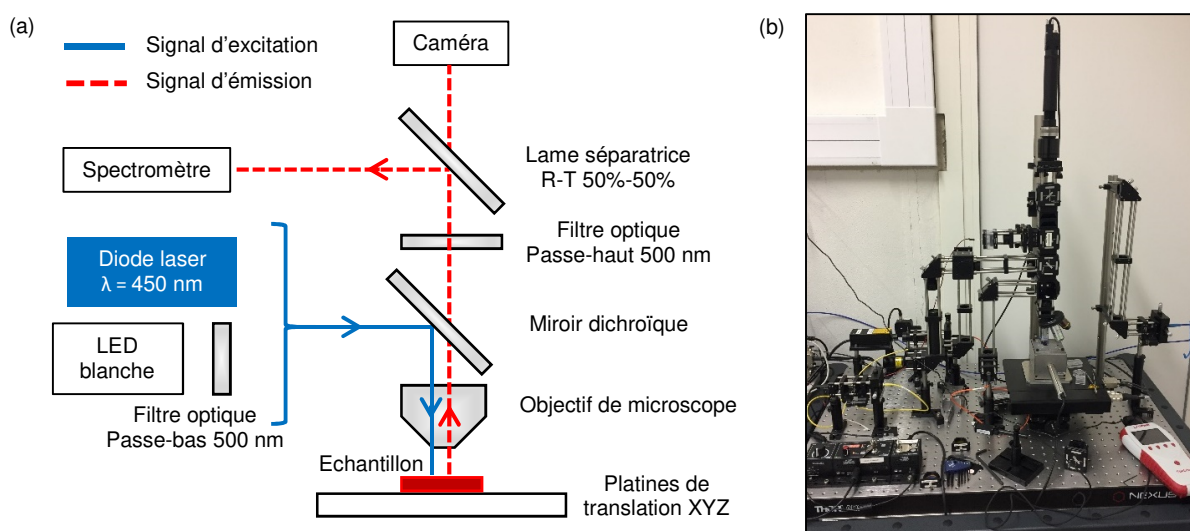 (a)
Signal d'excitation
Signal d'émission
Caméra
Spectromètre
Lame séparatrice
R-T 50%-50%
Filtre optique
Passe-haut 500 nm
Diode laser
λ = 450 nm
Miroir dichroïque
LED
blanche
Filtre optique
Passe-bas 500 nm
Objectif de microscope
Echantillon
Platines de
translation XYZ
(b)
NEXUS